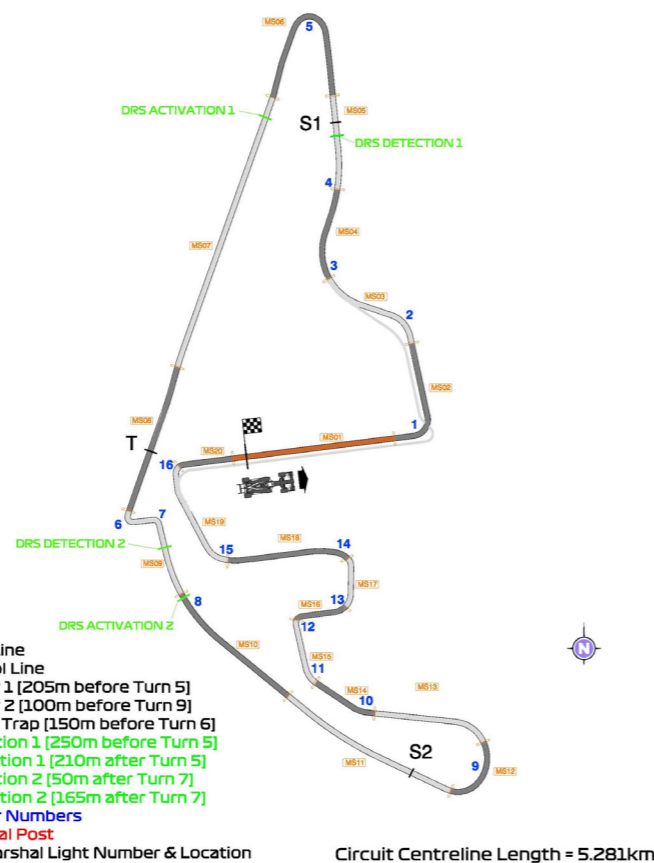 MS06
5
DRS ACTIVATION 1
MS05
S1
DRS DETECTION 1
4
MS04
MS07
3
MS03
2
MS02
1
MS08
T
MS20
MS01
16
6
7
MS19
DRS DETECTION 2
MS09
15
MS18
14
MS17
8
DRS ACTIVATION 2
MS16
13
12
MS10
MS15
11
MS14
10
MS13
N
S2
MS11
9
MS12
ine
ol Line
1 [205m before Turn 5]
2 [100m before Turn 9]
Trap [150m before Turn 6]
tion 1 [250m before Turn 5]
tion 1 [210m after Turn 5]
tion 2 [50m after Turn 7]
tion 2 [165m after Turn 7]
r Numbers
al Post
arshal Light Number & Location
Circuit Centreline Length = 5.281km